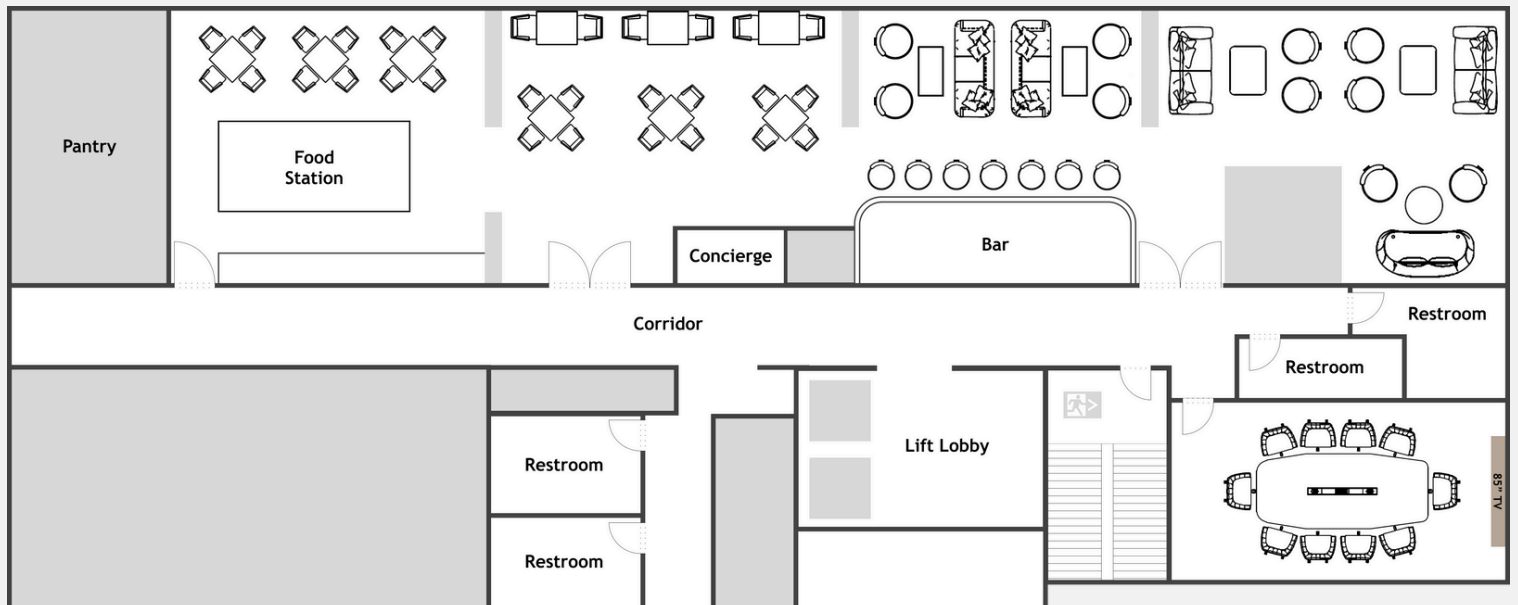 Pantry
Food
Station
Concierge
Bar
Corridor
Restroom
Restroom
Lift Lobby
Restroom
Restroom
85" TV